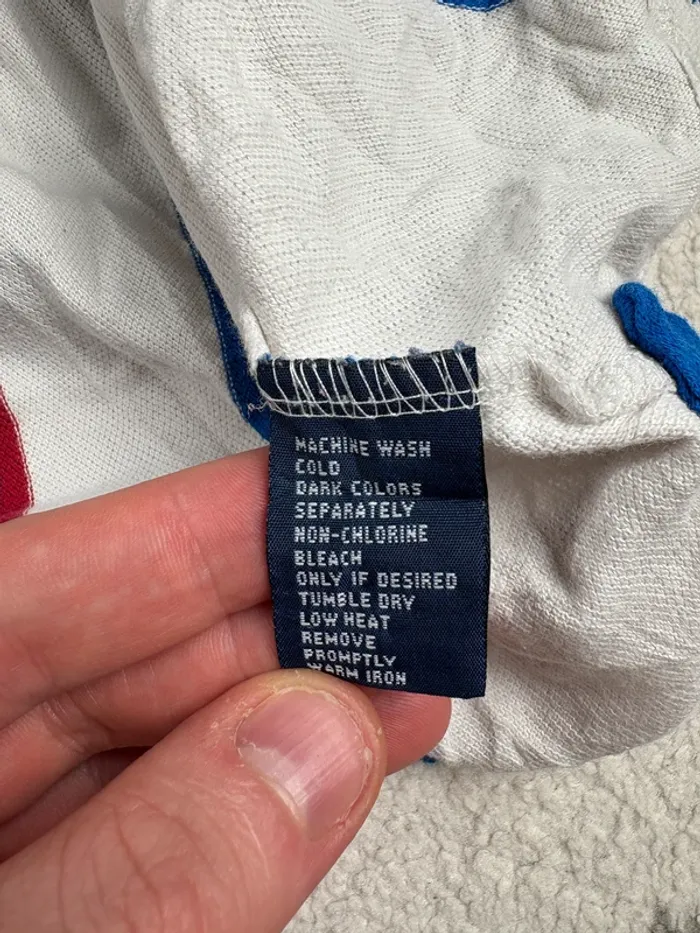 MACHINE WASH
COLD
DARK COLORS
SEPARATELY
NON-CHLORINE
BLEACH
ONLY IF DESIRED
TUMBLE DRY
LOW HEAT
REMOVE
PROMPTLY
WARM IRON